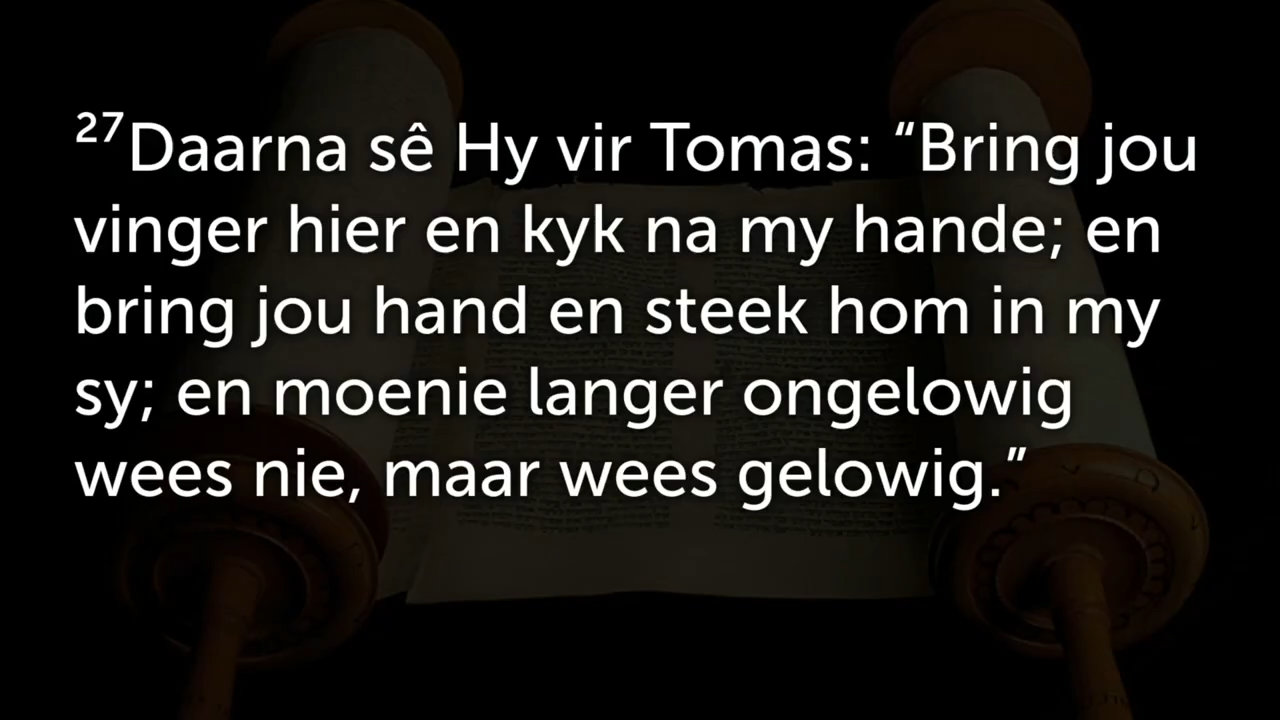 ²⁷Daarna sê Hy vir Tomas: “Bring jou
vinger hier en kyk na my hande; en
bring jou hand en steek hom in my
sy; en moenie langer ongelowig
wees nie, maar wees gelowig.”